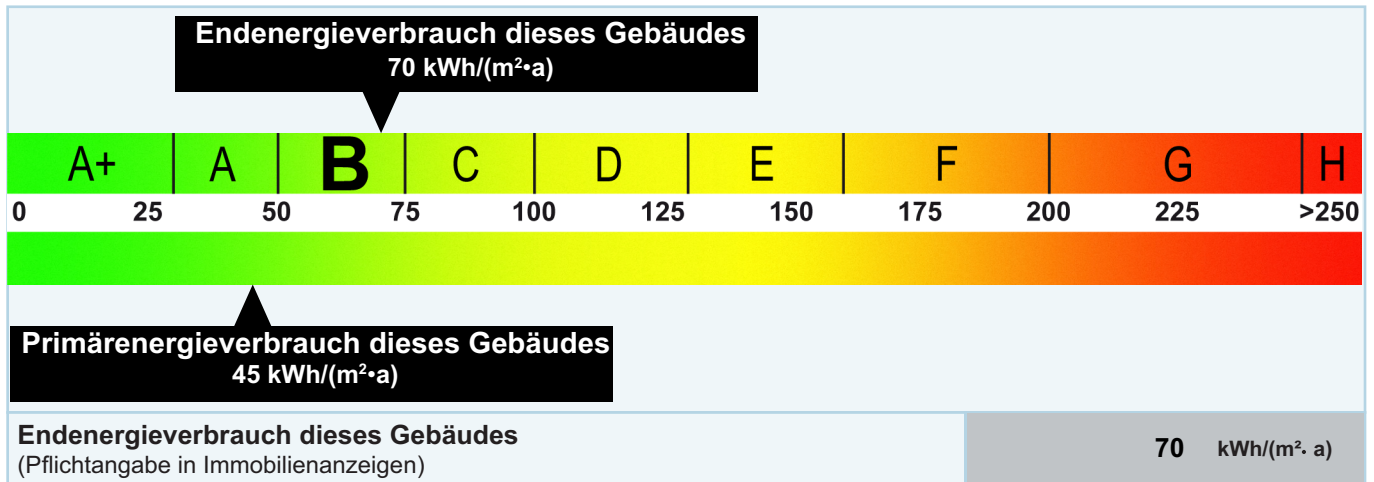 Endenergieverbrauch dieses Gebäudes
70 kWh/(m²•a)
A+ A B C D E F G H
0 25 50 75 100 125 150 175 200 225 >250
Primärenergieverbrauch dieses Gebäudes
45 kWh/(m²•a)
Endenergieverbrauch dieses Gebäudes
(Pflichtangabe in Immobilienanzeigen)
70 kWh/(m²· a)